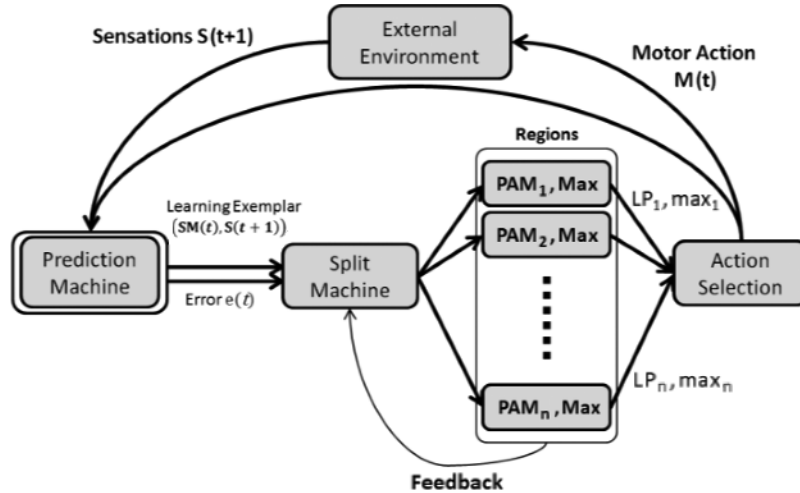 Sensations S(t+1)
External
Environment
Motor Action
M(t)
Regions
Learning Exemplar
(SM(t), S(t + 1))
Prediction
Machine
Error e(t)
Split
Machine
PAM₁, Max
PAM₂, Max
PAMₙ, Max
LP₁, max₁
LPₙ, maxₙ
Action
Selection
Feedback